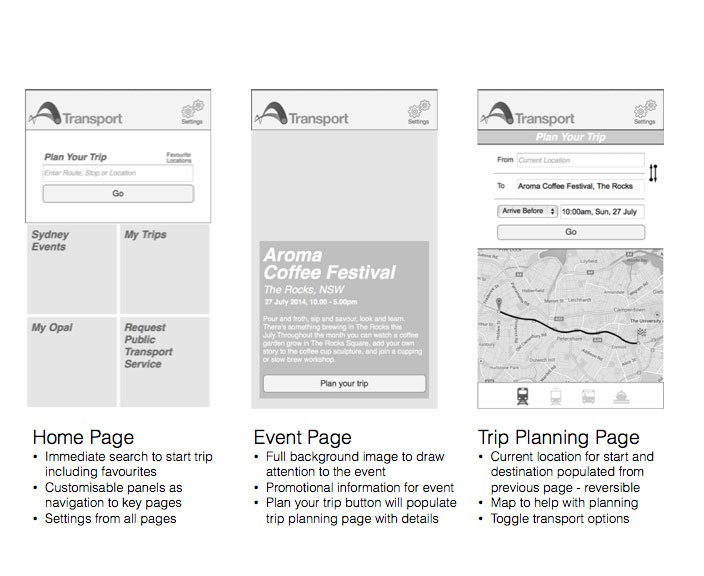 Transport
Settings
Plan Your Trip
Favourite
Locations
Enter Route, Stop or Location
Go
Sydney
Events
My Trips
My Opal
Request
Public
Transport
Service
Transport
Settings
Aroma
Coffee Festival
The Rocks, NSW
27 July 2014, 10.00 - 5.00pm
Pour and froth, sip and savour, look and learn.
There's something brewing in The Rocks this
July.Throughout the month you can watch a coffee
garden grow in The Rocks Square, add your own
story to the coffee cup sculpture, and join a cupping
or slow brew workshop.
Plan your trip
Transport
Settings
Plan Your Trip
From Current Location
To Aroma Coffee Festival, The Rocks
Arrive Before 10:00am, Sun, 27 July
Go
Lilyfield
Haberfield
Annandale
Leichhardt
Camperdown
The University
Petersham
Home Page
• Immediate search to start trip
including favourites
• Customisable panels as
navigation to key pages
• Settings from all pages
Event Page
• Full background image to draw
attention to the event
• Promotional information for event
• Plan your trip button will populate
trip planning page with details
Trip Planning Page
• Current location for start and
destination populated from
previous page - reversible
• Map to help with planning
• Toggle transport options